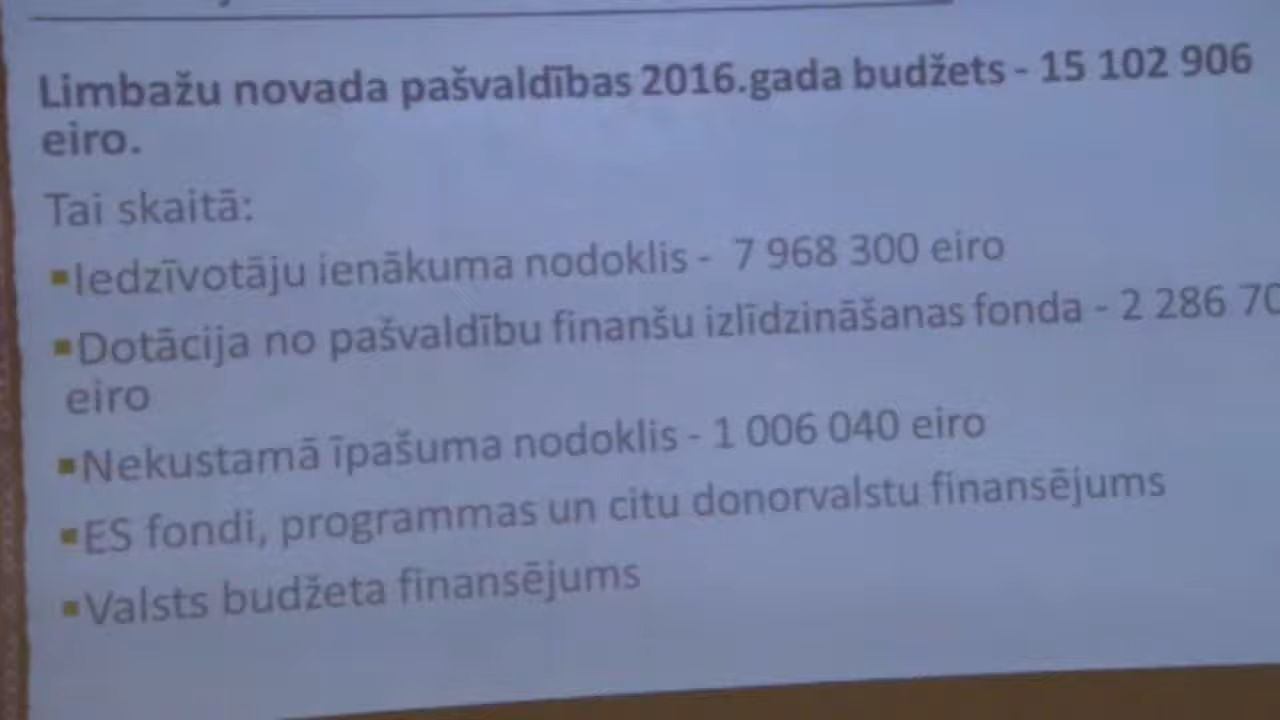 Limbažu novada pašvaldības 2016.gada budžets - 15 102 906
eiro.
Tai skaitā:
▪Iedzīvotāju ienākuma nodoklis - 7 968 300 eiro
▪Dotācija no pašvaldību finanšu izlīdzināšanas fonda - 2 286 70
eiro
▪Nekustamā īpašuma nodoklis - 1 006 040 eiro
▪ES fondi, programmas un citu donorvalstu finansējums
▪Valsts budžeta finansējums